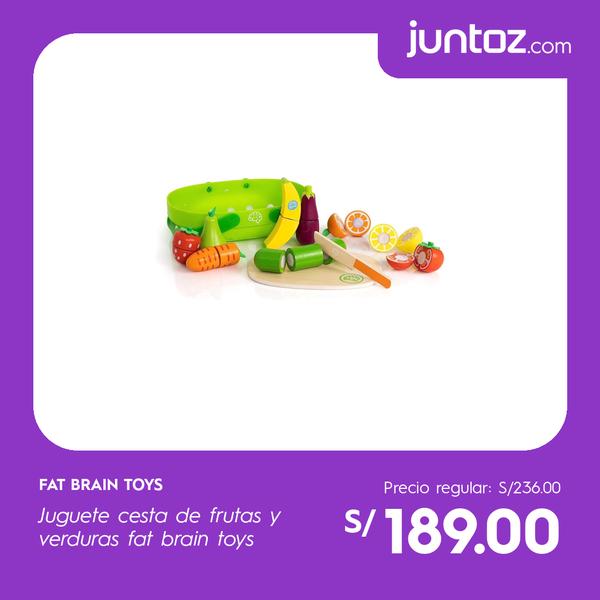 juntoz.com
FAT BRAIN TOYS
Juguete cesta de frutas y
verduras fat brain toys
Precio regular: S/236.00
S/189.00